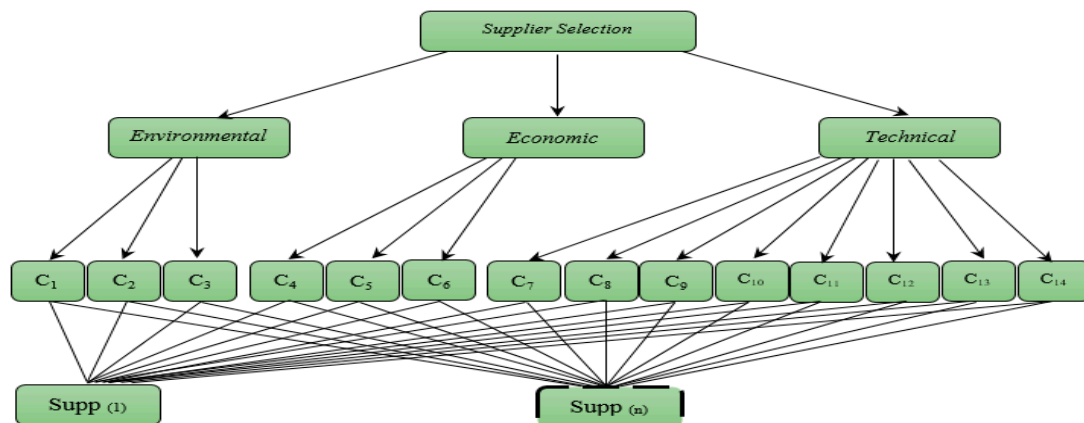 Supplier Selection
Environmental Economic Technical
C₁ C₂ C₃ C₄ C₅ C₆ C₇ C₈ C₉ C₁₀ C₁₁ C₁₂ C₁₃ C₁₄
Supp (1) Supp (n)